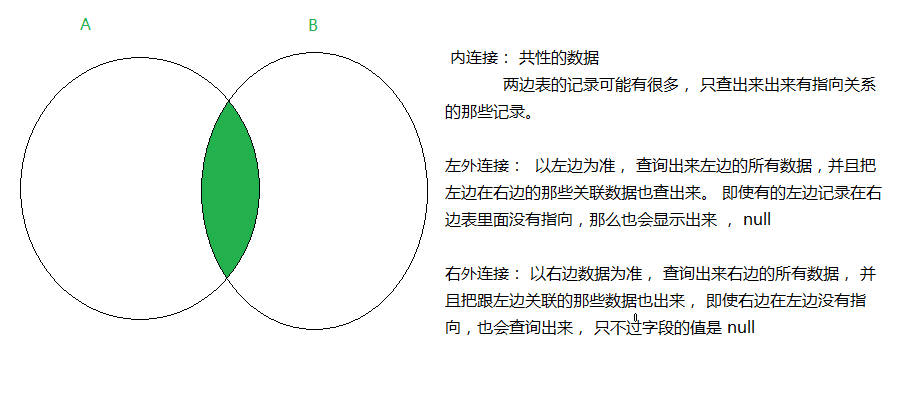 A
B
内连接： 共性的数据
两边表的记录可能有很多 ， 只查出来出来有指向关系
的那些记录。
左外连接： 以左边为准 ， 查询出来左边的所有数据，并且把
左边在右边的那些关联数据也查出来。 即使有的左边记录在右
边表里面没有指向，那么也会显示出来 ， null
右外连接： 以右边数据为准 ， 查询出来右边的所有数据 ， 并
且把跟左边关联的那些数据也出来 ， 即使右边在左边没有指
向，也会查询出来 ， 只不过字段的值是 null